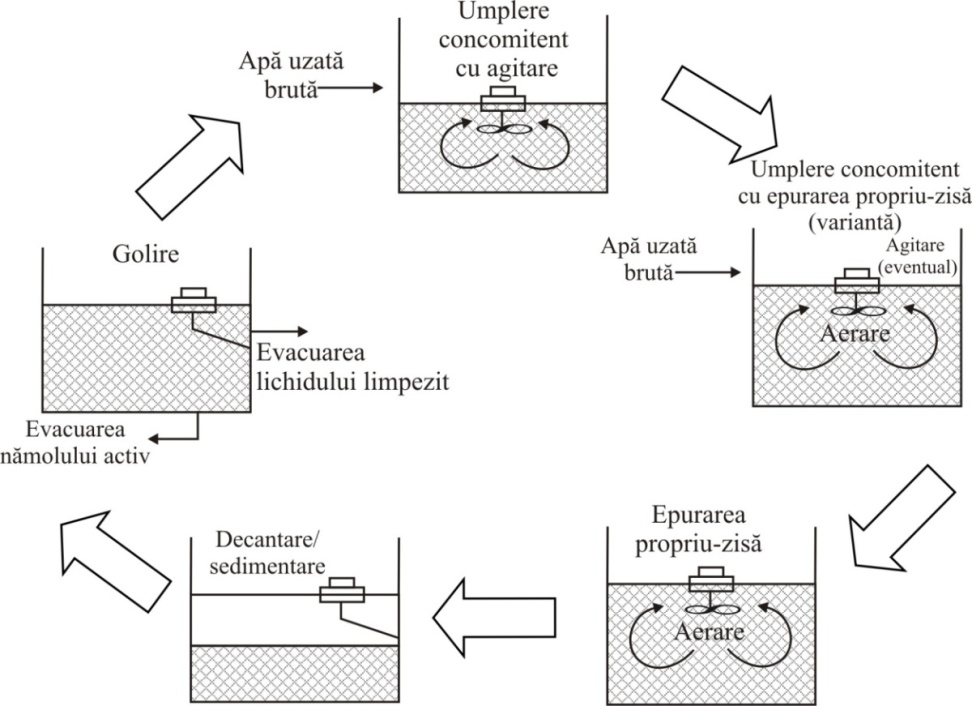 Umplere
concomitent
cu agitare
Apă uzată
brută
Umplere concomitent
cu epurarea propriu-zisă
(variantă)
Apă uzată
brută
Agitare
(eventual)
Aerare
Golire
Evacuarea
lichidului limpezit
Evacuarea
nămolului activ
Epurarea
propriu-zisă
Aerare
Decantare/
sedimentare